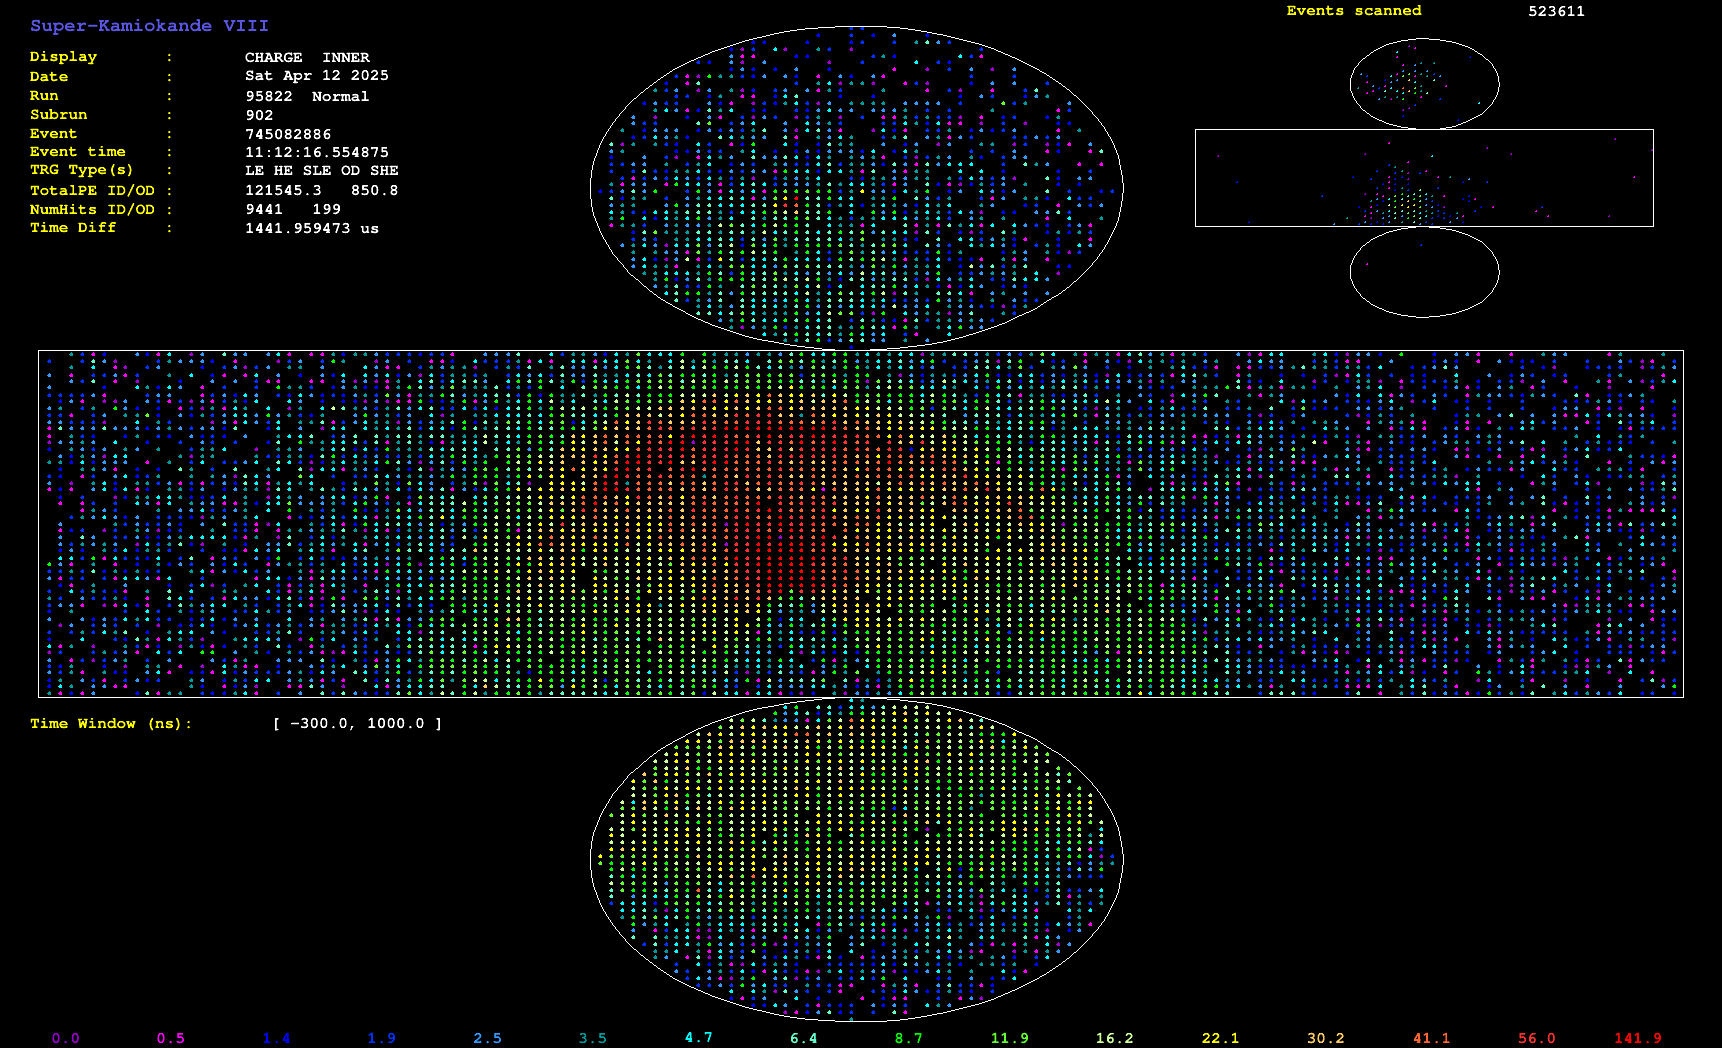 Super-Kamiokande VIII
Events scanned 523611
Display : CHARGE INNER
Date : Sat Apr 12 2025
Run : 95822 Normal
Subrun : 902
Event : 745082886
Event time : 11:12:16.554875
TRG Type(s) : LE HE SLE OD SHE
TotalPE ID/OD : 121545.3 850.8
NumHits ID/OD : 9441 199
Time Diff : 1441.959473 us
Time Window (ns): [ -300.0, 1000.0 ]
0.0 0.5 1.4 1.9 2.5 3.5 4.7 6.4 8.7 11.9 16.2 22.1 30.2 41.1 56.0 141.9